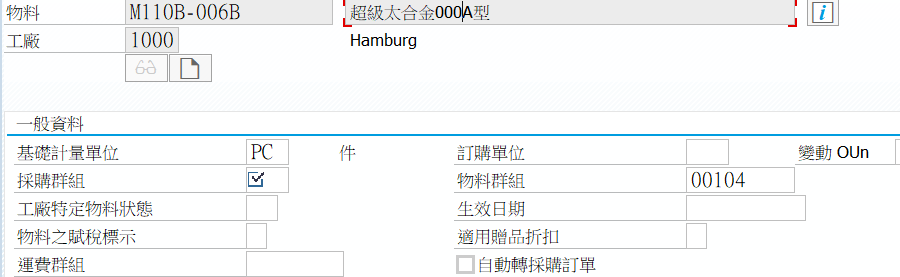 物料 M110B-006B 超級太合金000A型
工廠 1000 Hamburg
一般資料
基礎計量單位 PC 件 訂購單位 變動 OUn
採購群組 物料群組 00104
工廠特定物料狀態 生效日期
物料之賦稅標示 適用贈品折扣
運費群組 自動轉採購訂單